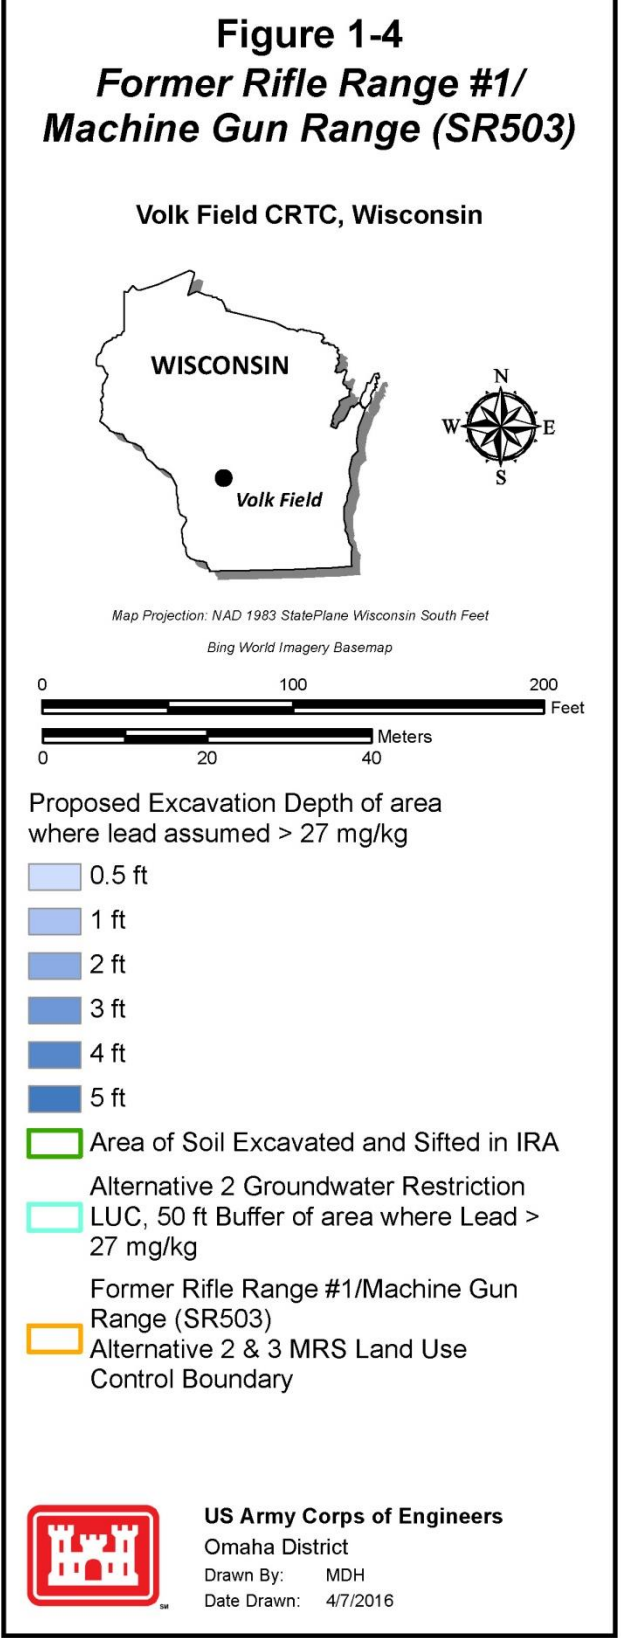 Figure 1-4
Former Rifle Range #1/
Machine Gun Range (SR503)
Volk Field CRTC, Wisconsin
WISCONSIN
N
W
E
S
Volk Field
Map Projection: NAD 1983 StatePlane Wisconsin South Feet
Bing World Imagery Basemap
0 100 200
Feet
Meters
0 20 40
Proposed Excavation Depth of area
where lead assumed > 27 mg/kg
0.5 ft
1 ft
2 ft
3 ft
4 ft
5 ft
Area of Soil Excavated and Sifted in IRA
Alternative 2 Groundwater Restriction
LUC, 50 ft Buffer of area where Lead >
27 mg/kg
Former Rifle Range #1/Machine Gun
Range (SR503)
Alternative 2 & 3 MRS Land Use
Control Boundary
US Army Corps of Engineers
Omaha District
Drawn By: MDH
Date Drawn: 4/7/2016
SM